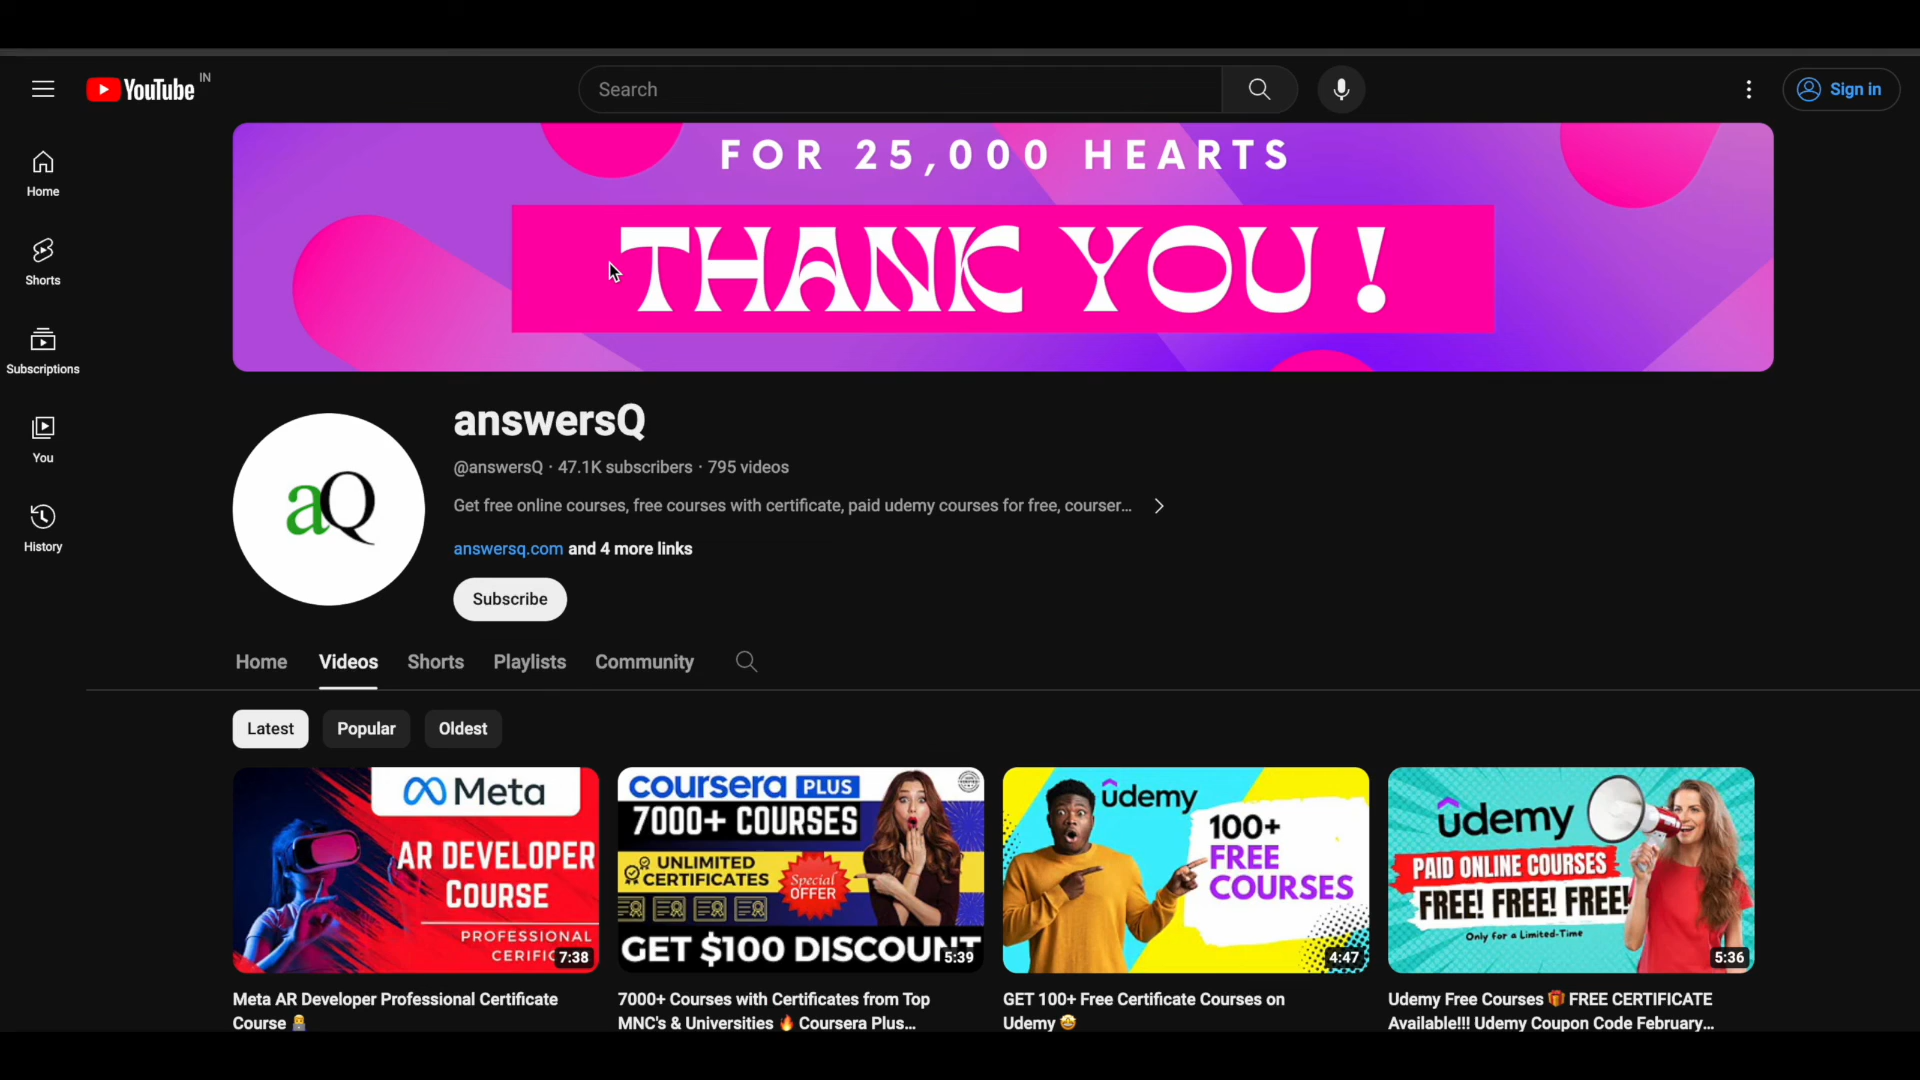 YouTube IN
Search
Sign in
Home
Shorts
Subscriptions
You
History
FOR 25,000 HEARTS
THANK YOU !
aQ
answersQ
@answersQ · 47.1K subscribers · 795 videos
Get free online courses, free courses with certificate, paid udemy courses for free, courser...
answersq.com and 4 more links
Subscribe
Home Videos Shorts Playlists Community
Latest Popular Oldest
Meta
AR DEVELOPER
COURSE
PROFESSIONAL
CERIFIC
7:38
Meta AR Developer Professional Certificate
Course 👩‍💻
coursera PLUS
7000+ COURSES
UNLIMITED
CERTIFICATES
Special
OFFER
GET $100 DISCOUNT
5:39
7000+ Courses with Certificates from Top
MNC's & Universities 🔥 Coursera Plus...
udemy
100+
FREE
COURSES
4:47
GET 100+ Free Certificate Courses on
Udemy 🤩
udemy
PAID ONLINE COURSES
FREE! FREE! FREE!
Only for a Limited-Time
5:36
Udemy Free Courses 🎁 FREE CERTIFICATE
Available!!! Udemy Coupon Code February...